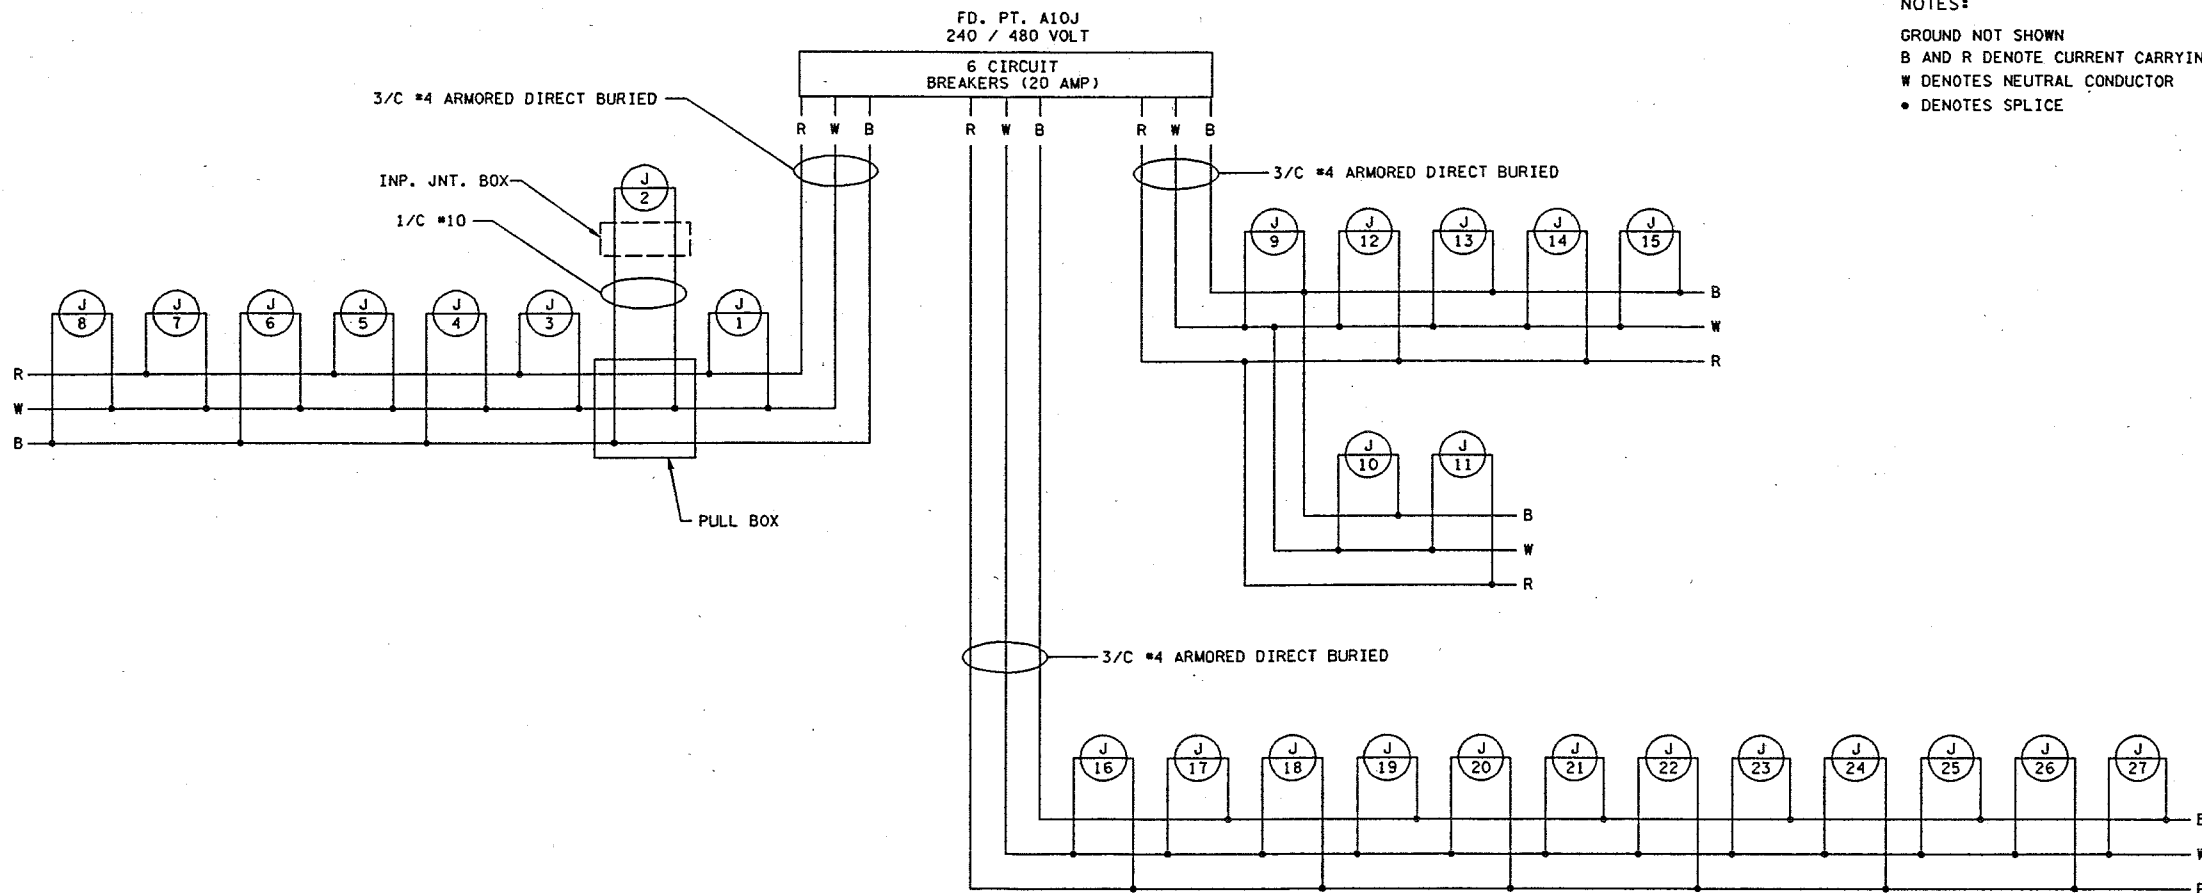 FD. PT. A10J
240 / 480 VOLT
6 CIRCUIT
BREAKERS (20 AMP)
NOTES:
GROUND NOT SHOWN
B AND R DENOTE CURRENT CARRYIN
W DENOTES NEUTRAL CONDUCTOR
• DENOTES SPLICE
3/C #4 ARMORED DIRECT BURIED
R W B
R W B
R W B
INP. JNT. BOX
1/C #10
J 2
3/C #4 ARMORED DIRECT BURIED
J 9
J 12
J 13
J 14
J 15
B
W
R
J 8
J 7
J 6
J 5
J 4
J 3
J 1
R
W
B
PULL BOX
J 10
J 11
B
W
R
3/C #4 ARMORED DIRECT BURIED
J 16
J 17
J 18
J 19
J 20
J 21
J 22
J 23
J 24
J 25
J 26
J 27
B
W
R